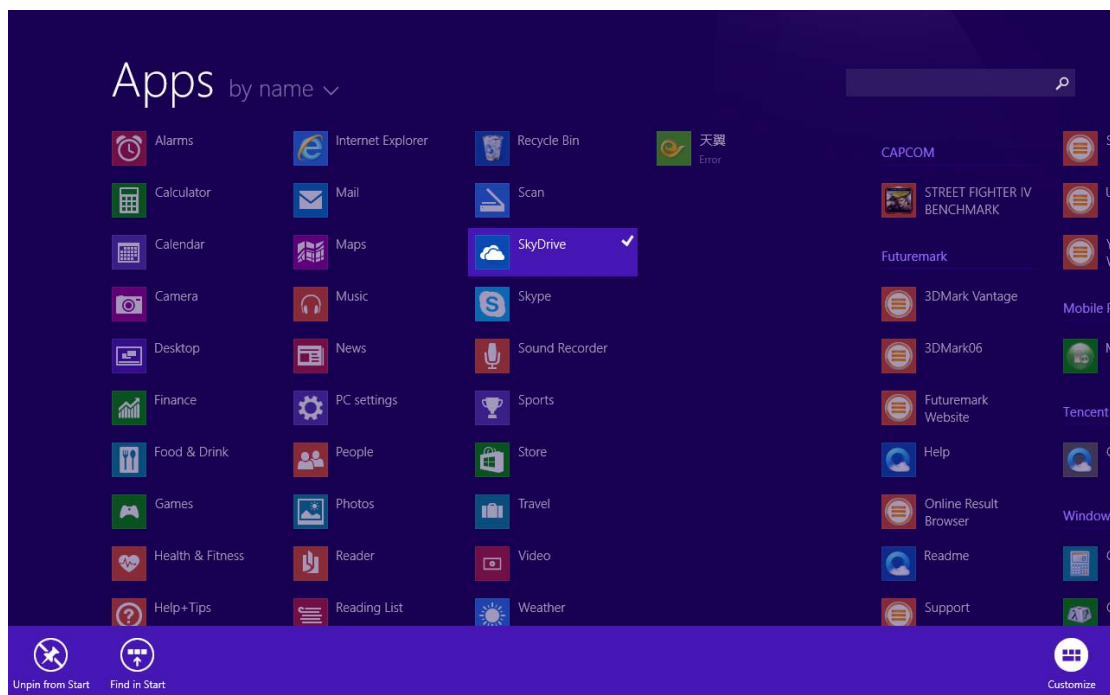 Apps by name
Alarms
Calculator
Calendar
Camera
Desktop
Finance
Food & Drink
Games
Health & Fitness
Help+Tips
Internet Explorer
Mail
Maps
Music
News
PC settings
People
Photos
Reader
Reading List
Recycle Bin
Scan
SkyDrive
Skype
Sound Recorder
Sports
Store
Travel
Video
Weather
天翼
Error
CAPCOM
STREET FIGHTER IV
BENCHMARK
Futuremark
3DMark Vantage
3DMark06
Futuremark
Website
Help
Online Result
Browser
Readme
Support
Mobile
Tencent
Window
Unpin from Start
Find in Start
Customize